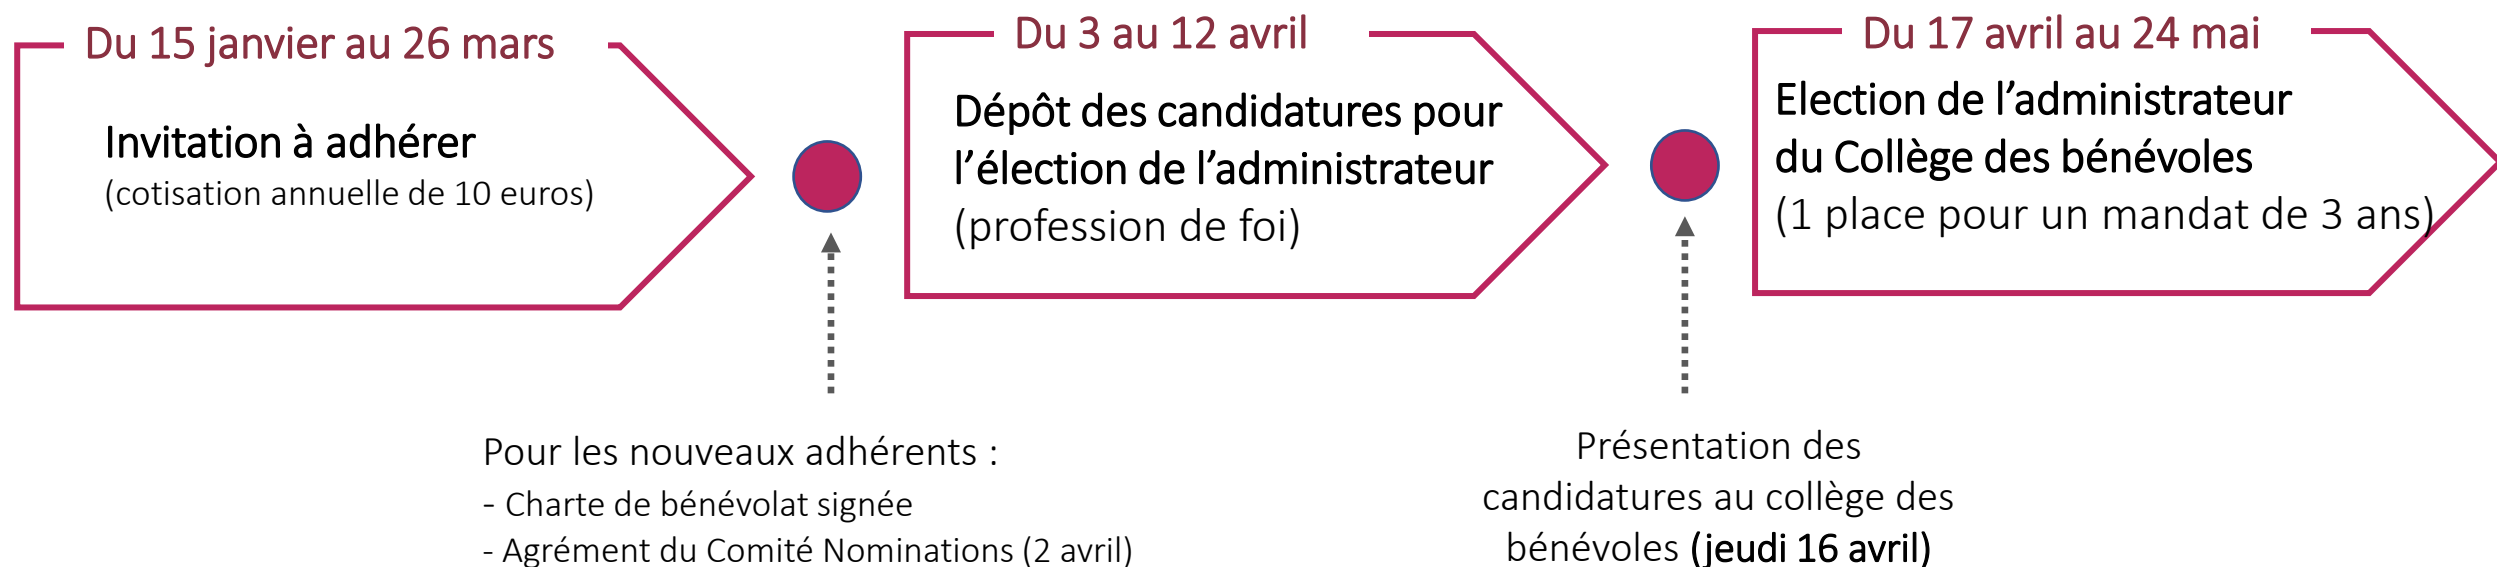 Du 15 janvier au 26 mars
Invitation à adhérer
(cotisation annuelle de 10 euros)
Pour les nouveaux adhérents :
- Charte de bénévolat signée
- Agrément du Comité Nominations (2 avril)
Du 3 au 12 avril
Dépôt des candidatures pour
l’élection de l’administrateur
(profession de foi)
Présentation des
candidatures au collège des
bénévoles (jeudi 16 avril)
Du 17 avril au 24 mai
Election de l’administrateur
du Collège des bénévoles
(1 place pour un mandat de 3 ans)